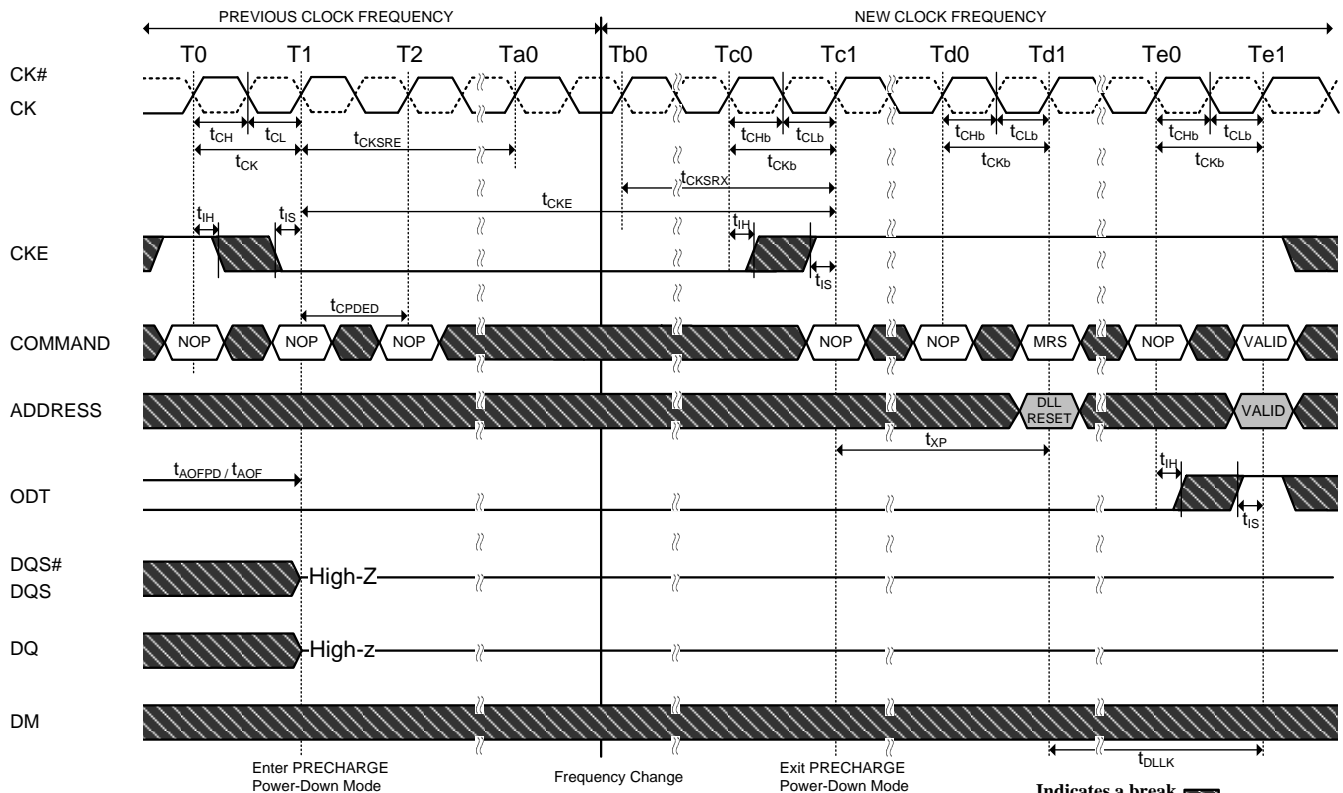 PREVIOUS CLOCK FREQUENCY NEW CLOCK FREQUENCY
T0 T1 T2 Ta0 Tb0 Tc0 Tc1 Td0 Td1 Te0 Te1
CK#
CK
tCH tCL tCHb tCLb tCHb tCLb tCHb tCLb
tCK tCKSRE tCKb tCKb tCKb
tCKSRX
tCKE
tIH tIS tIH
CKE
tIS
tCPDED
COMMAND NOP NOP NOP NOP NOP MRS NOP VALID
ADDRESS DLL RESET VALID
tXP
tAOFPD / tAOF tIH
ODT
tIS
DQS#
DQS
High-Z
DQ High-z
DM
tDLLK
Enter PRECHARGE
Power-Down Mode
Frequency Change
Exit PRECHARGE
Power-Down Mode
Indicates a break